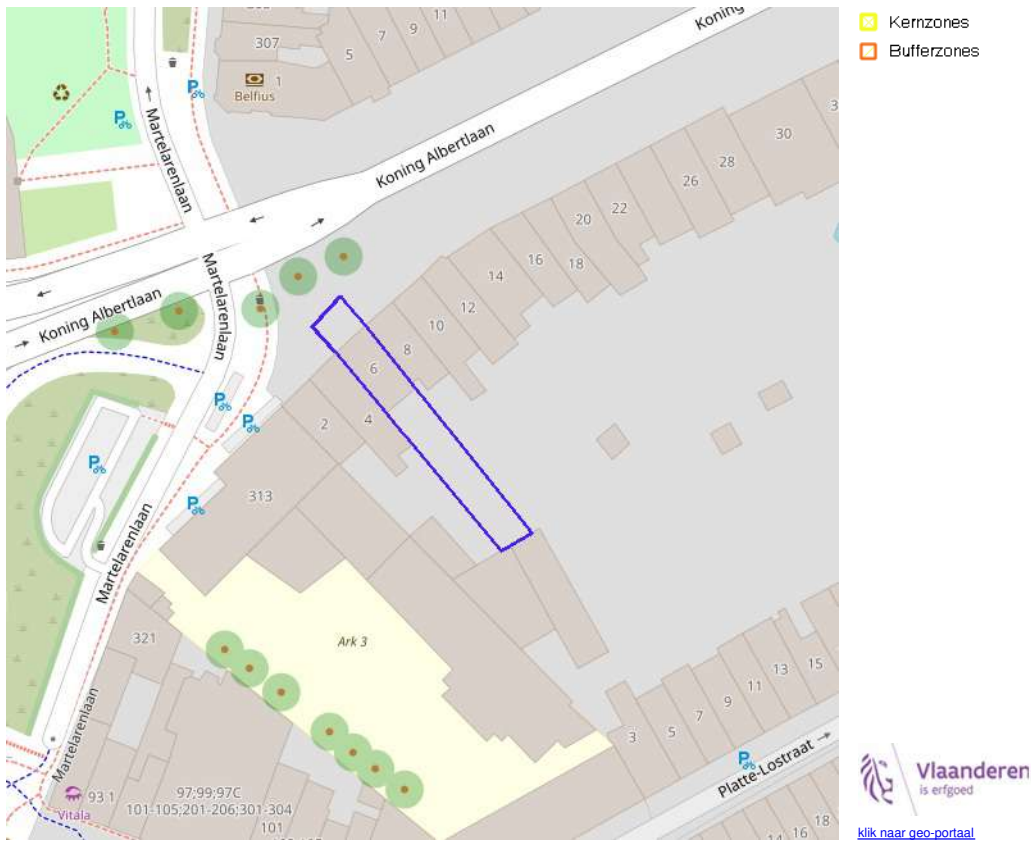 Kernzones
Bufferzones
Koning
11
9
7
5
307
1
Belfius
Martelarenlaan
Koning Albertlaan
30
28
26
22
20
18
16
14
12
10
8
6
4
2
Martelarenlaan
Koning Albertlaan
313
Martelarenlaan
Ark 3
321
Martelarenlaan
93 1
Vitala
97;99;97C
101-105;201-206;301-304
101
3
5
7
9
11
13
15
Platte-Lostraat
14
16
18
Vlaanderen
is erfgoed
klik naar geo-portaal